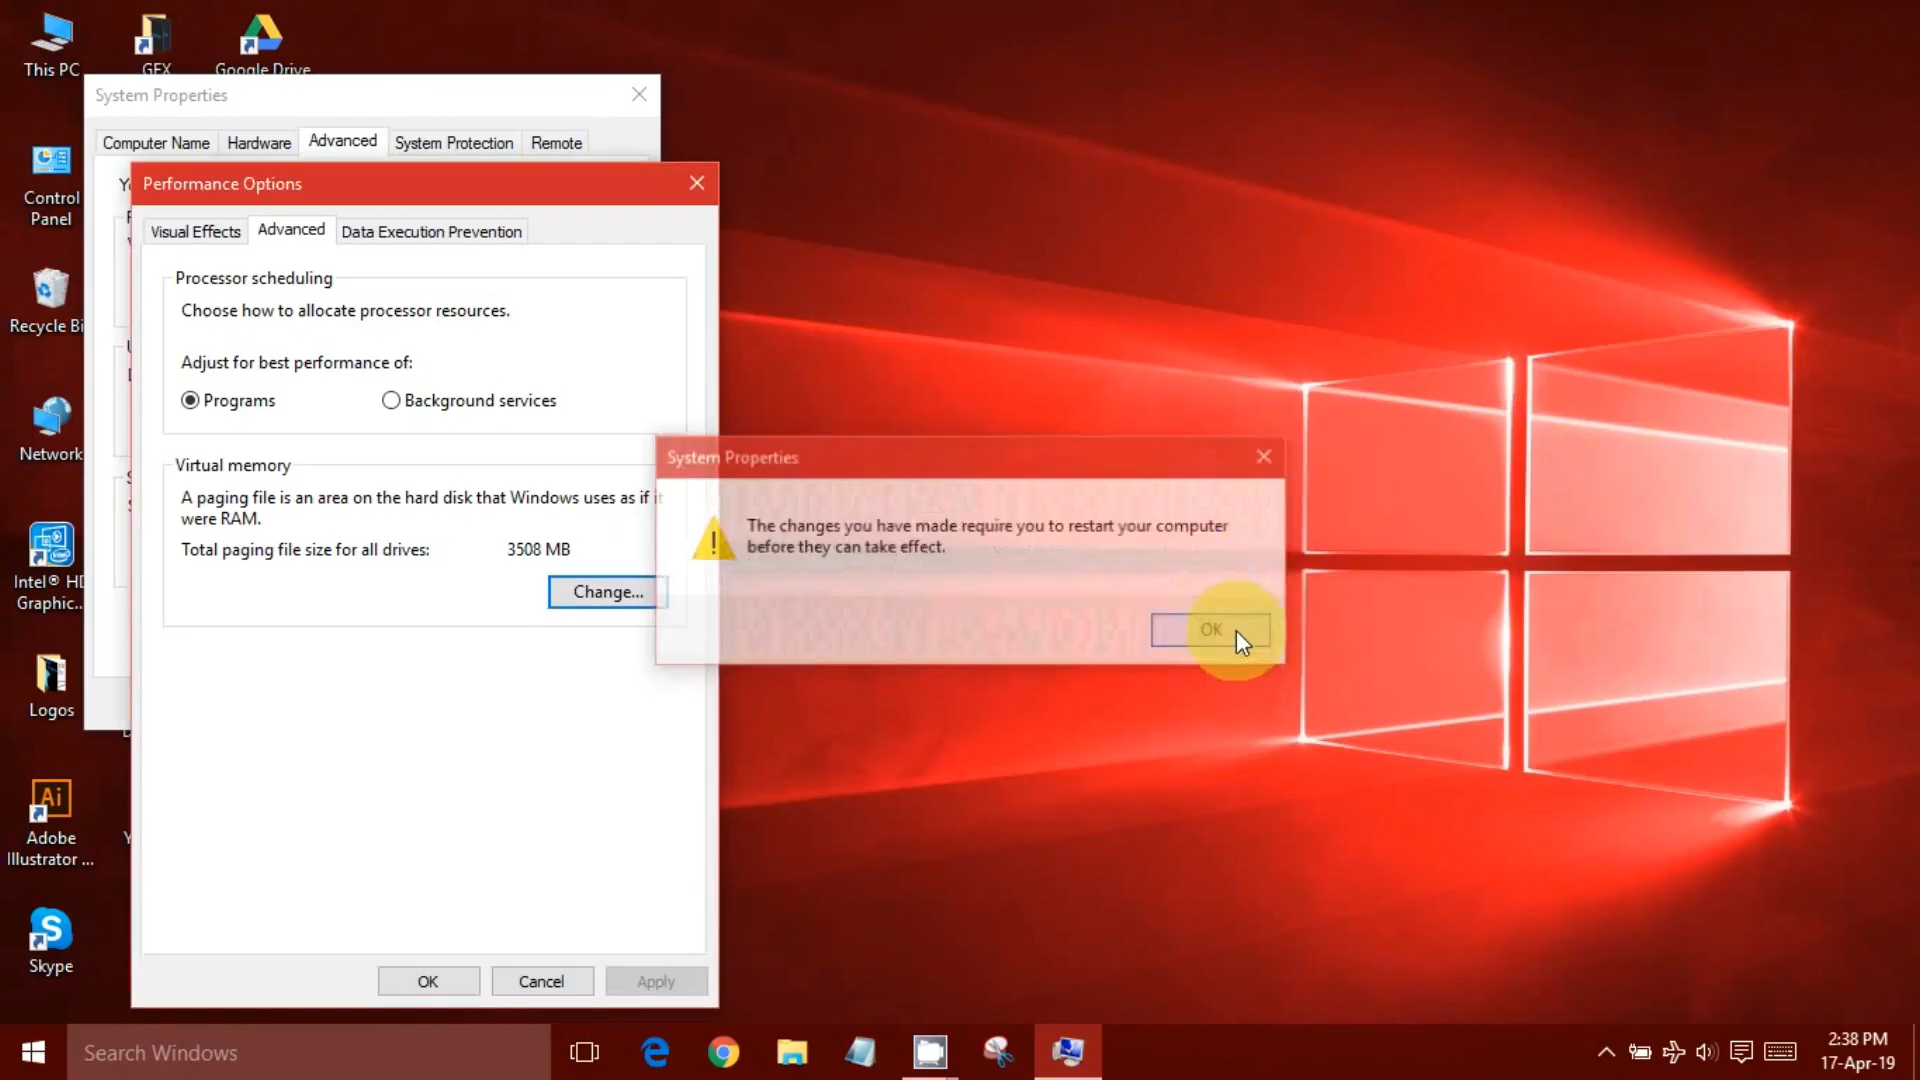 This PC
GFX
Google Drive
System Properties
Computer Name
Hardware
Advanced
System Protection
Remote
Control
Panel
Performance Options
Visual Effects
Advanced
Data Execution Prevention
Processor scheduling
Choose how to allocate processor resources.
Recycle Bi
Adjust for best performance of:
Programs
Background services
Network
Virtual memory
A paging file is an area on the hard disk that Windows uses as if it
were RAM.
Total paging file size for all drives:
3508 MB
Change...
System Properties
The changes you have made require you to restart your computer
before they can take effect.
OK
Intel® HD
Graphic...
Logos
Ai
Adobe
Illustrator ...
Skype
OK
Cancel
Apply
Search Windows
2:38 PM
17-Apr-19